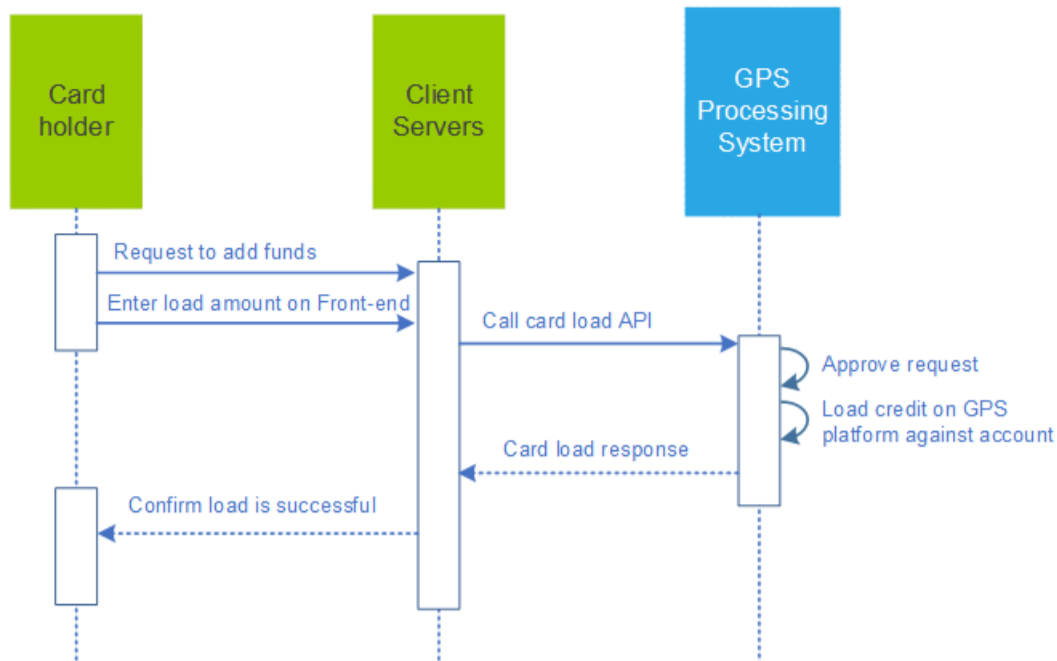 Card
holder
Client
Servers
GPS
Processing
System
Request to add funds
Enter load amount on Front-end
Call card load API
Approve request
Load credit on GPS
platform against account
Card load response
Confirm load is successful